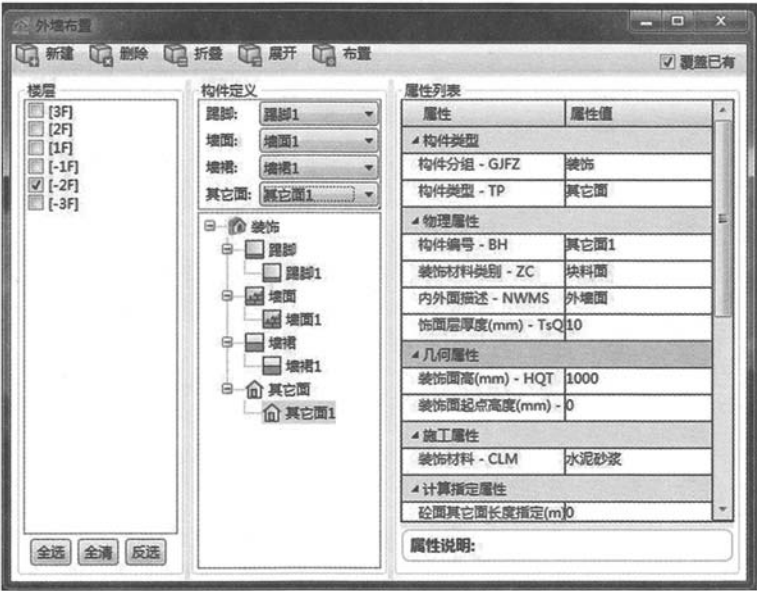 外墙布置
新建 删除 折叠 展开 布置
覆盖已有
楼层
[3F]
[2F]
[1F]
[-1F]
[-2F]
[-3F]
全选 全清 反选
构件定义
踢脚: 踢脚1
墙面: 墙面1
墙裙: 墙裙1
其它面: 其它面1
装饰
踢脚
踢脚1
墙面
墙面1
墙裙
墙裙1
其它面
其它面1
属性列表
属性 属性值
构件类型
构件分组 - GJFZ 装饰
构件类型 - TP 其它面
物理属性
构件编号 - BH 其它面1
装饰材料类别 - ZC 块料面
内外面描述 - NWMS 外墙面
饰面层厚度(mm) - TsQ 10
几何属性
装饰面高(mm) - HQT 1000
装饰面起点高度(mm) - 0
施工属性
装饰材料 - CLM 水泥砂浆
计算指定属性
砼面其它面长度指定(m) 0
属性说明: